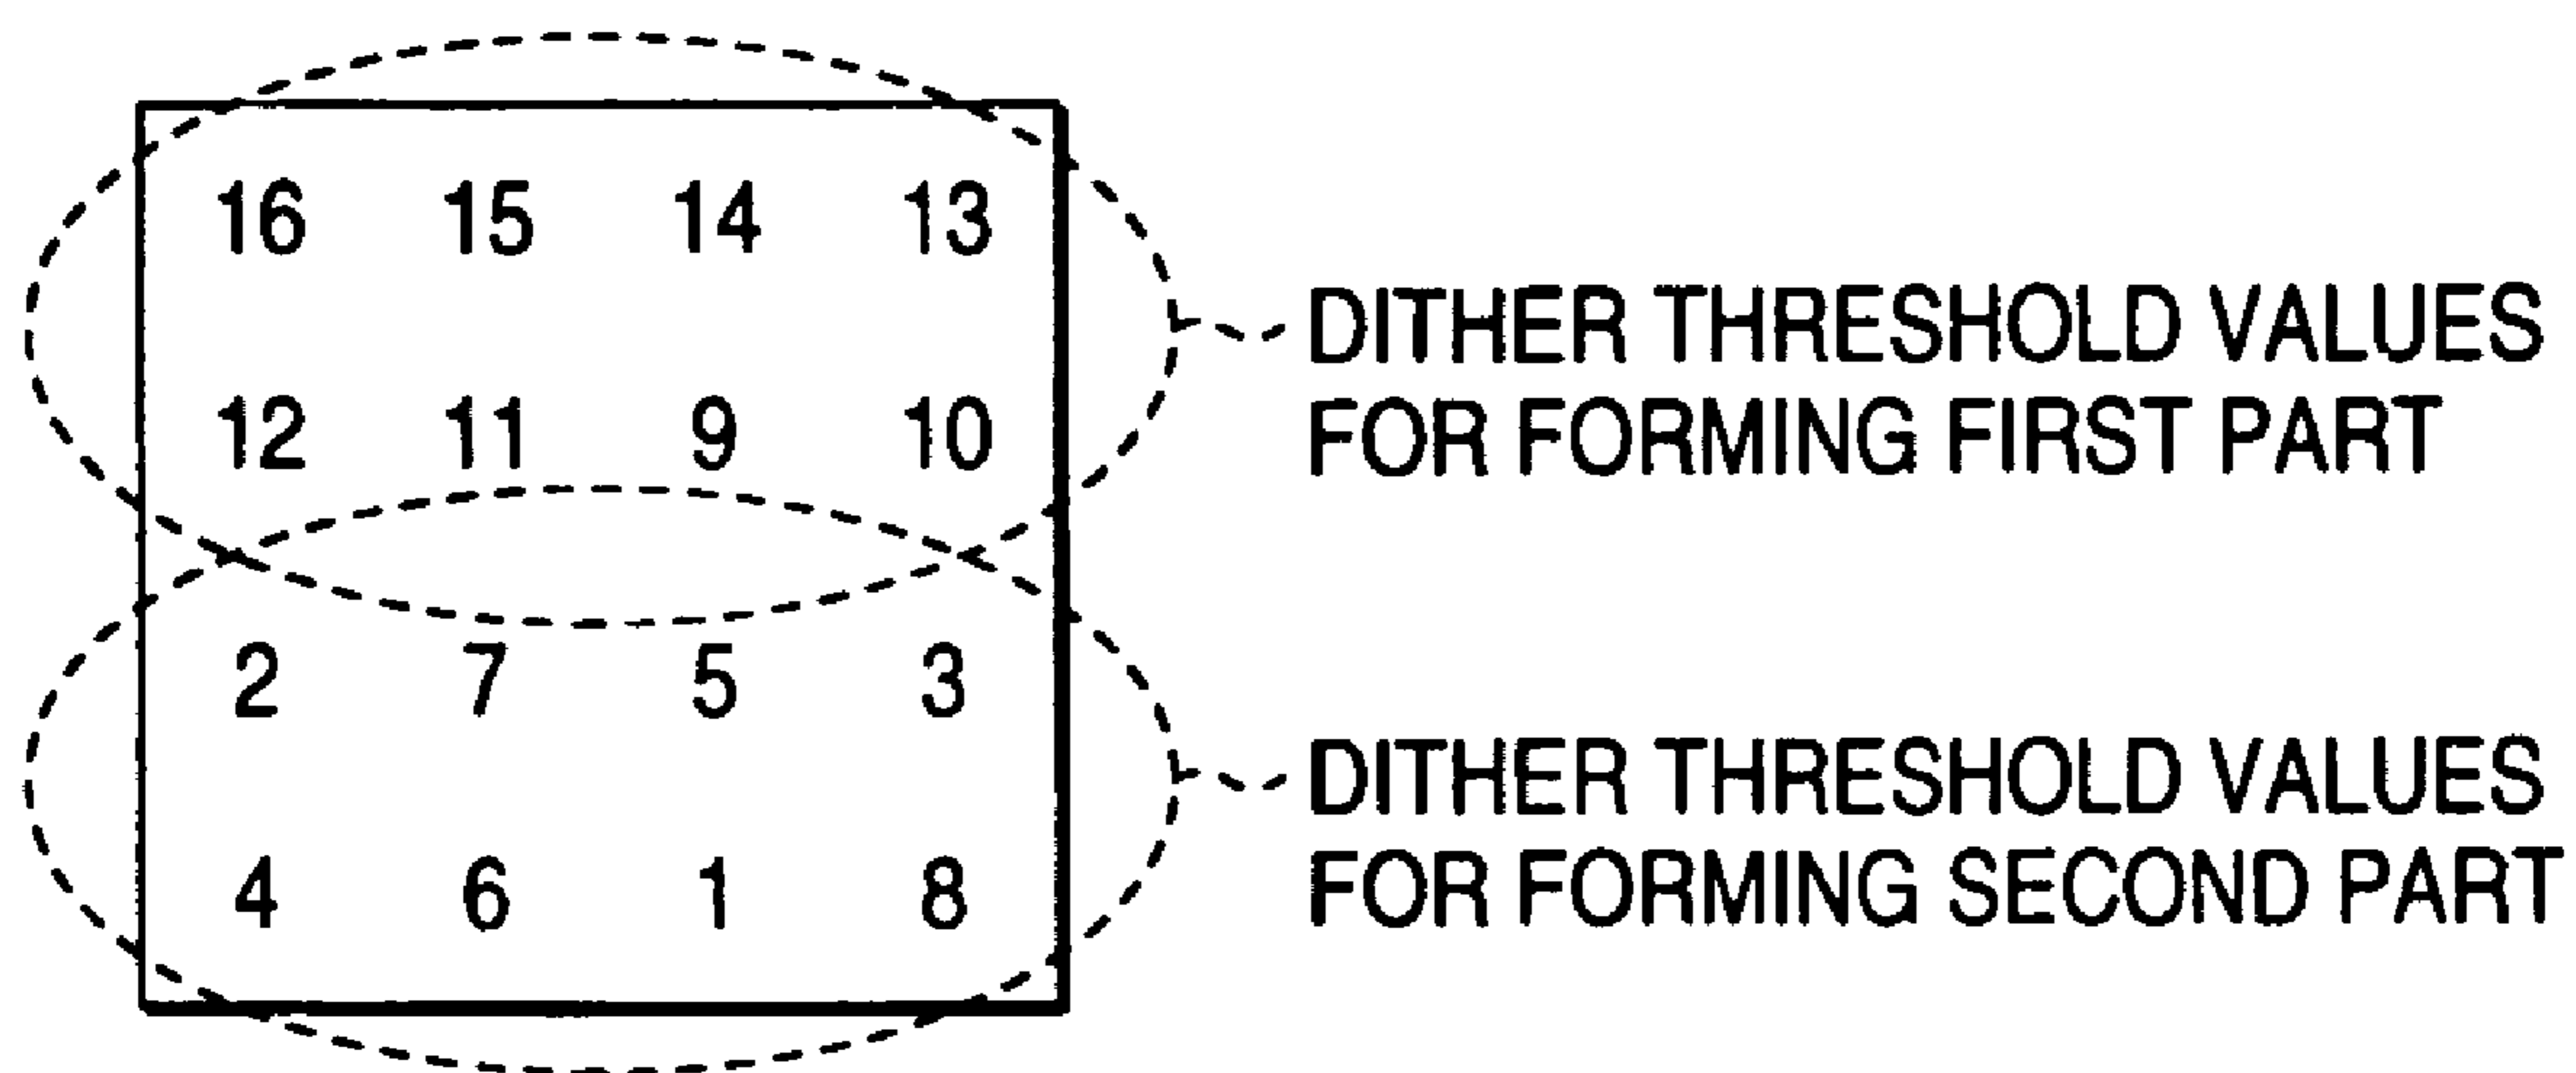 16 15 14 13
12 11 9 10
DITHER THRESHOLD VALUES
FOR FORMING FIRST PART
2 7 5 3
4 6 1 8
DITHER THRESHOLD VALUES
FOR FORMING SECOND PART